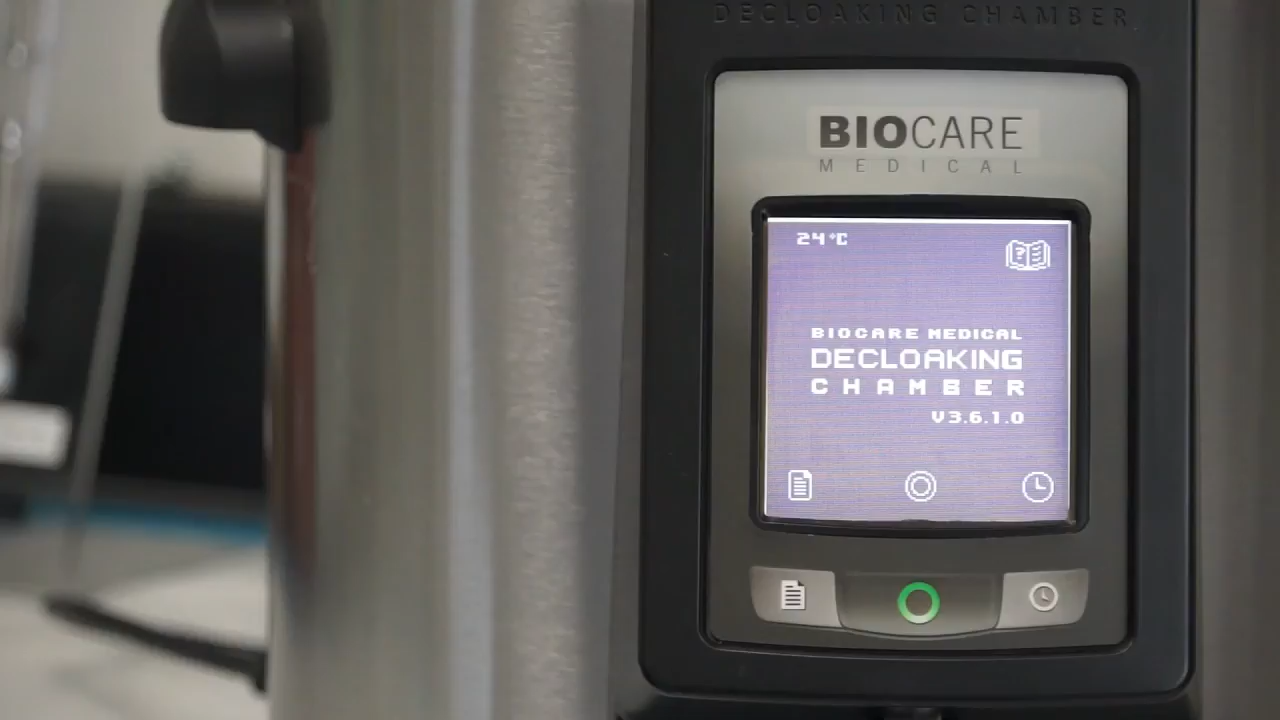 DECLOAKING CHAMBER
BIOCARE
MEDICAL
24°C
BIOCARE MEDICAL
DECLOAKING
CHAMBER
V3.6.1.0